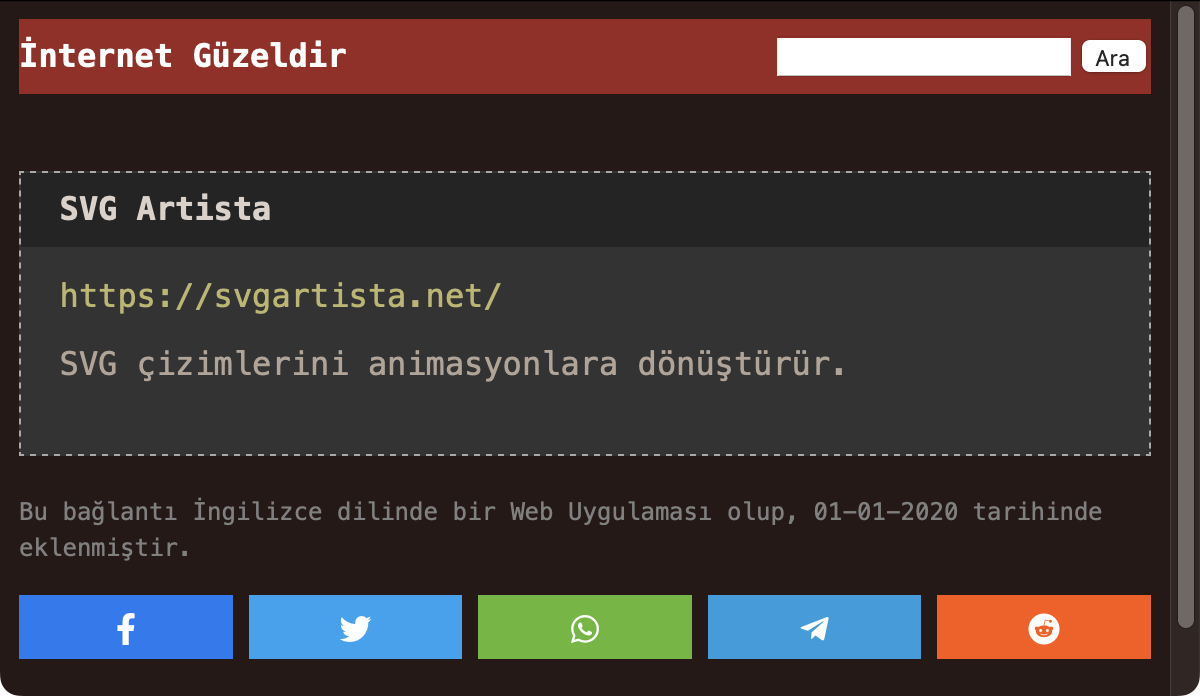 İnternet Güzeldir
Ara
SVG Artista
https://svgartista.net/
SVG çizimlerini animasyonlara dönüştürür.
Bu bağlantı İngilizce dilinde bir Web Uygulaması olup, 01-01-2020 tarihinde
eklenmiştir.